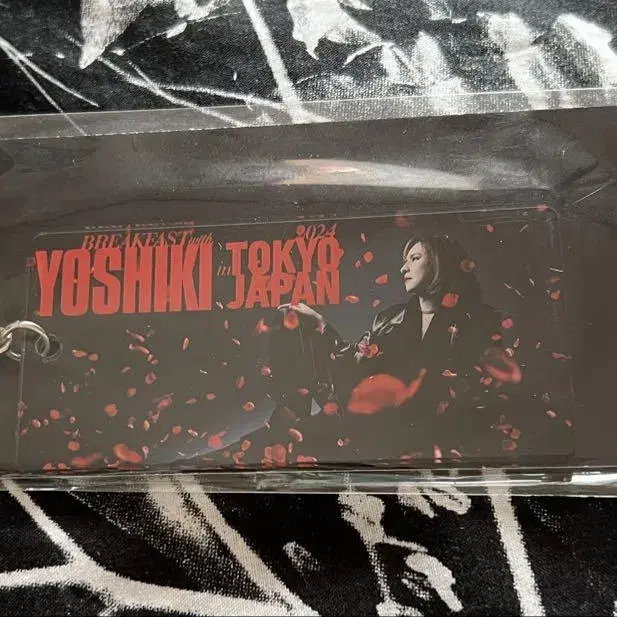 BREAKFAST with
YOSHIKI
in
2024
TOKYO
JAPAN